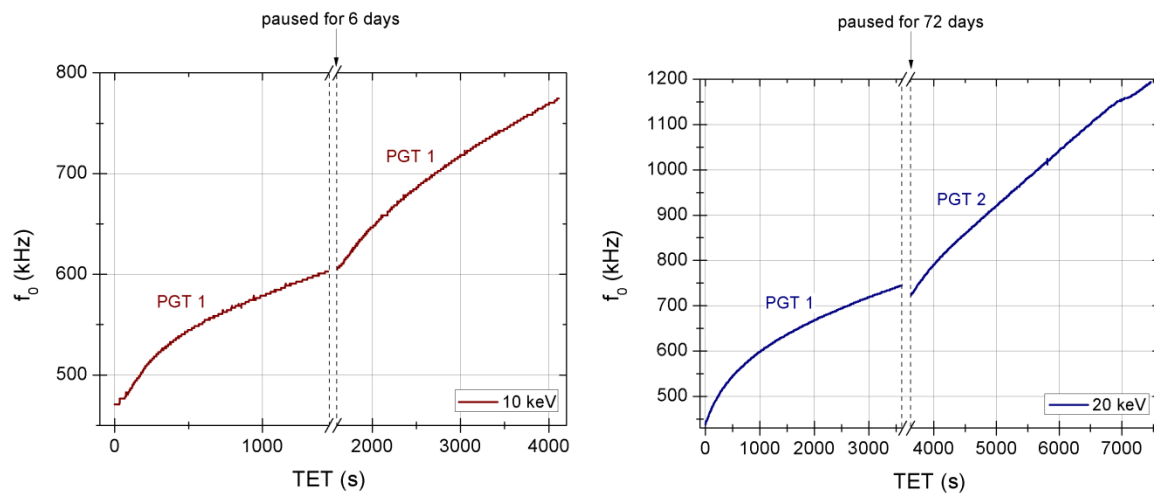 paused for 6 days
800
700
600
500
f₀ (kHz)
PGT 1
PGT 1
10 keV
0
1000
2000
3000
4000
TET (s)
paused for 72 days
1200
1100
1000
900
800
700
600
500
f₀ (kHz)
PGT 1
PGT 2
20 keV
0
1000
2000
3000
4000
5000
6000
7000
TET (s)